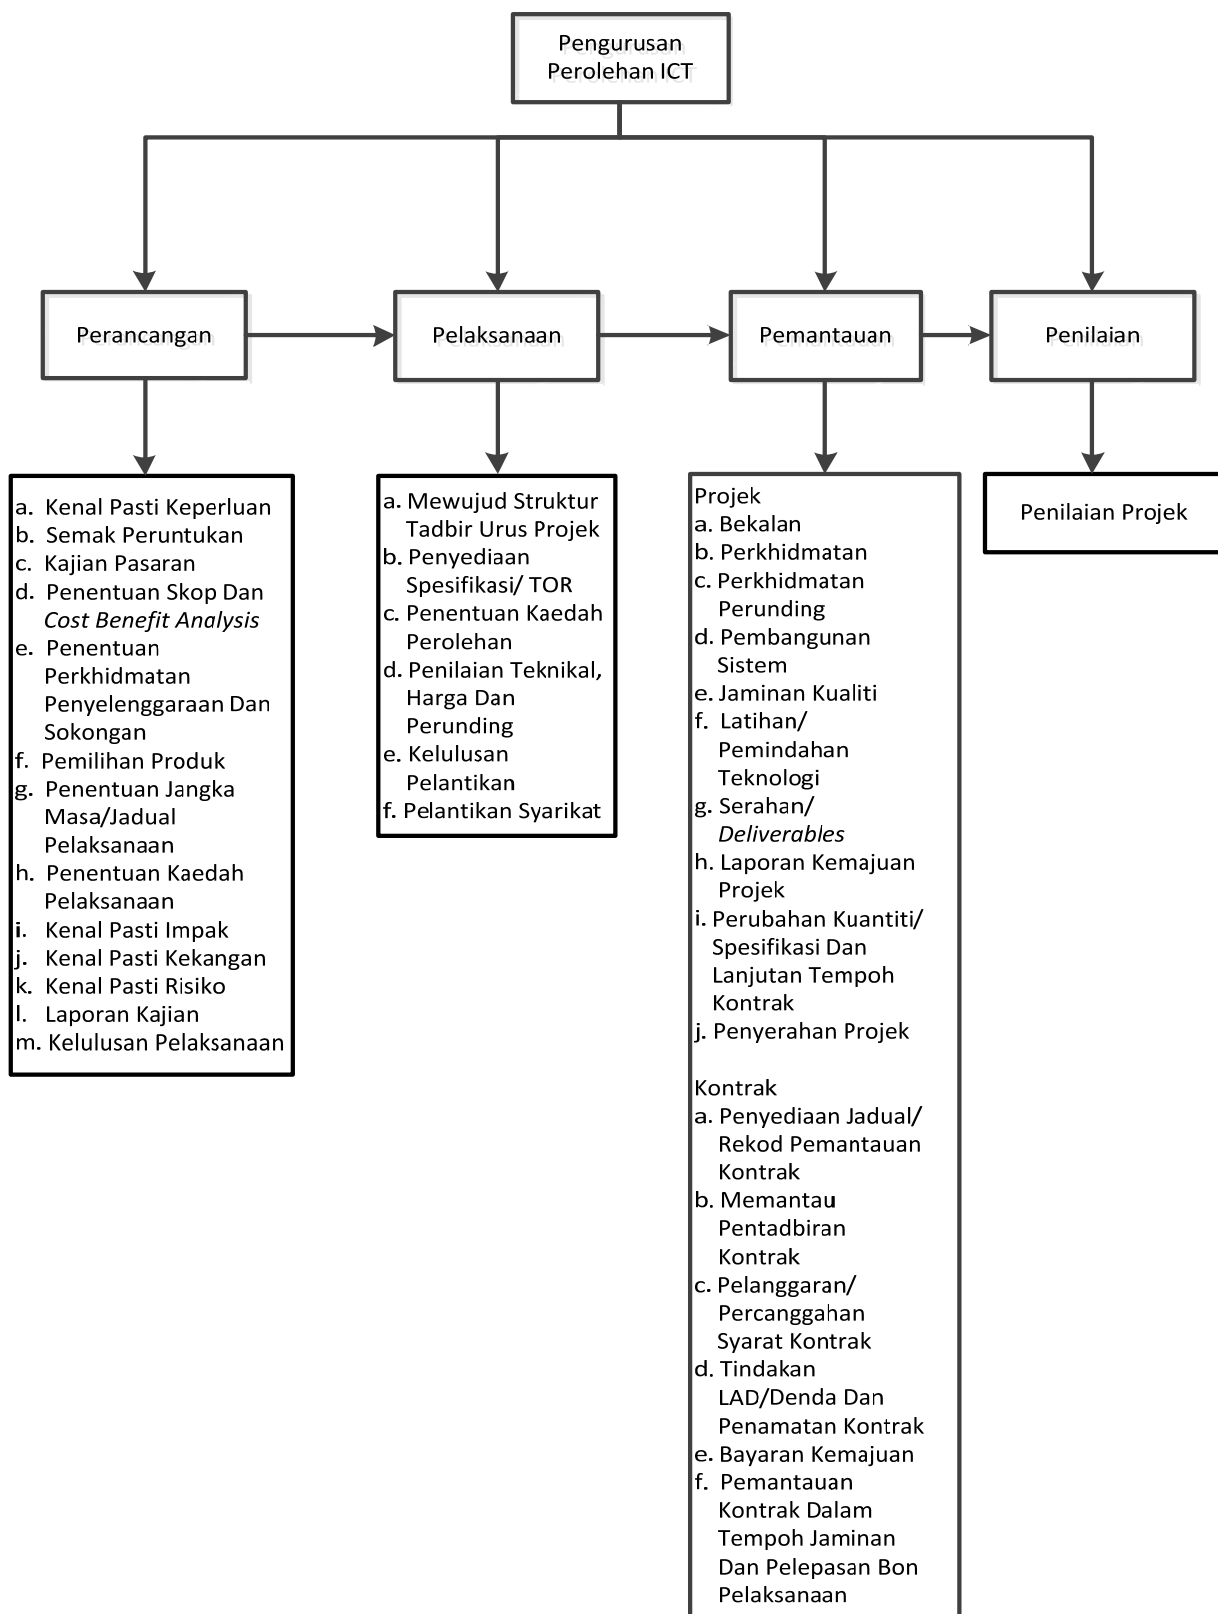 Pengurusan
Perolehan ICT
Perancangan
Pelaksanaan
Pemantauan
Penilaian
a. Kenal Pasti Keperluan
b. Semak Peruntukan
c. Kajian Pasaran
d. Penentuan Skop Dan
Cost Benefit Analysis
e. Penentuan
Perkhidmatan
Penyelenggaraan Dan
Sokongan
f. Pemilihan Produk
g. Penentuan Jangka
Masa/Jadual
Pelaksanaan
h. Penentuan Kaedah
Pelaksanaan
i. Kenal Pasti Impak
j. Kenal Pasti Kekangan
k. Kenal Pasti Risiko
l. Laporan Kajian
m. Kelulusan Pelaksanaan
a. Mewujud Struktur
Tadbir Urus Projek
b. Penyediaan
Spesifikasi/ TOR
c. Penentuan Kaedah
Perolehan
d. Penilaian Teknikal,
Harga Dan
Perunding
e. Kelulusan
Pelantikan
f. Pelantikan Syarikat
Projek
a. Bekalan
b. Perkhidmatan
c. Perkhidmatan
Perunding
d. Pembangunan
Sistem
e. Jaminan Kualiti
f. Latihan/
Pemindahan
Teknologi
g. Serahan/
Deliverables
h. Laporan Kemajuan
Projek
i. Perubahan Kuantiti/
Spesifikasi Dan
Lanjutan Tempoh
Kontrak
j. Penyerahan Projek
Kontrak
a. Penyediaan Jadual/
Rekod Pemantauan
Kontrak
b. Memantau
Pentadbiran
Kontrak
c. Pelanggaran/
Percanggahan
Syarat Kontrak
d. Tindakan
LAD/Denda Dan
Penamatan Kontrak
e. Bayaran Kemajuan
f. Pemantauan
Kontrak Dalam
Tempoh Jaminan
Dan Pelepasan Bon
Pelaksanaan
Penilaian Projek